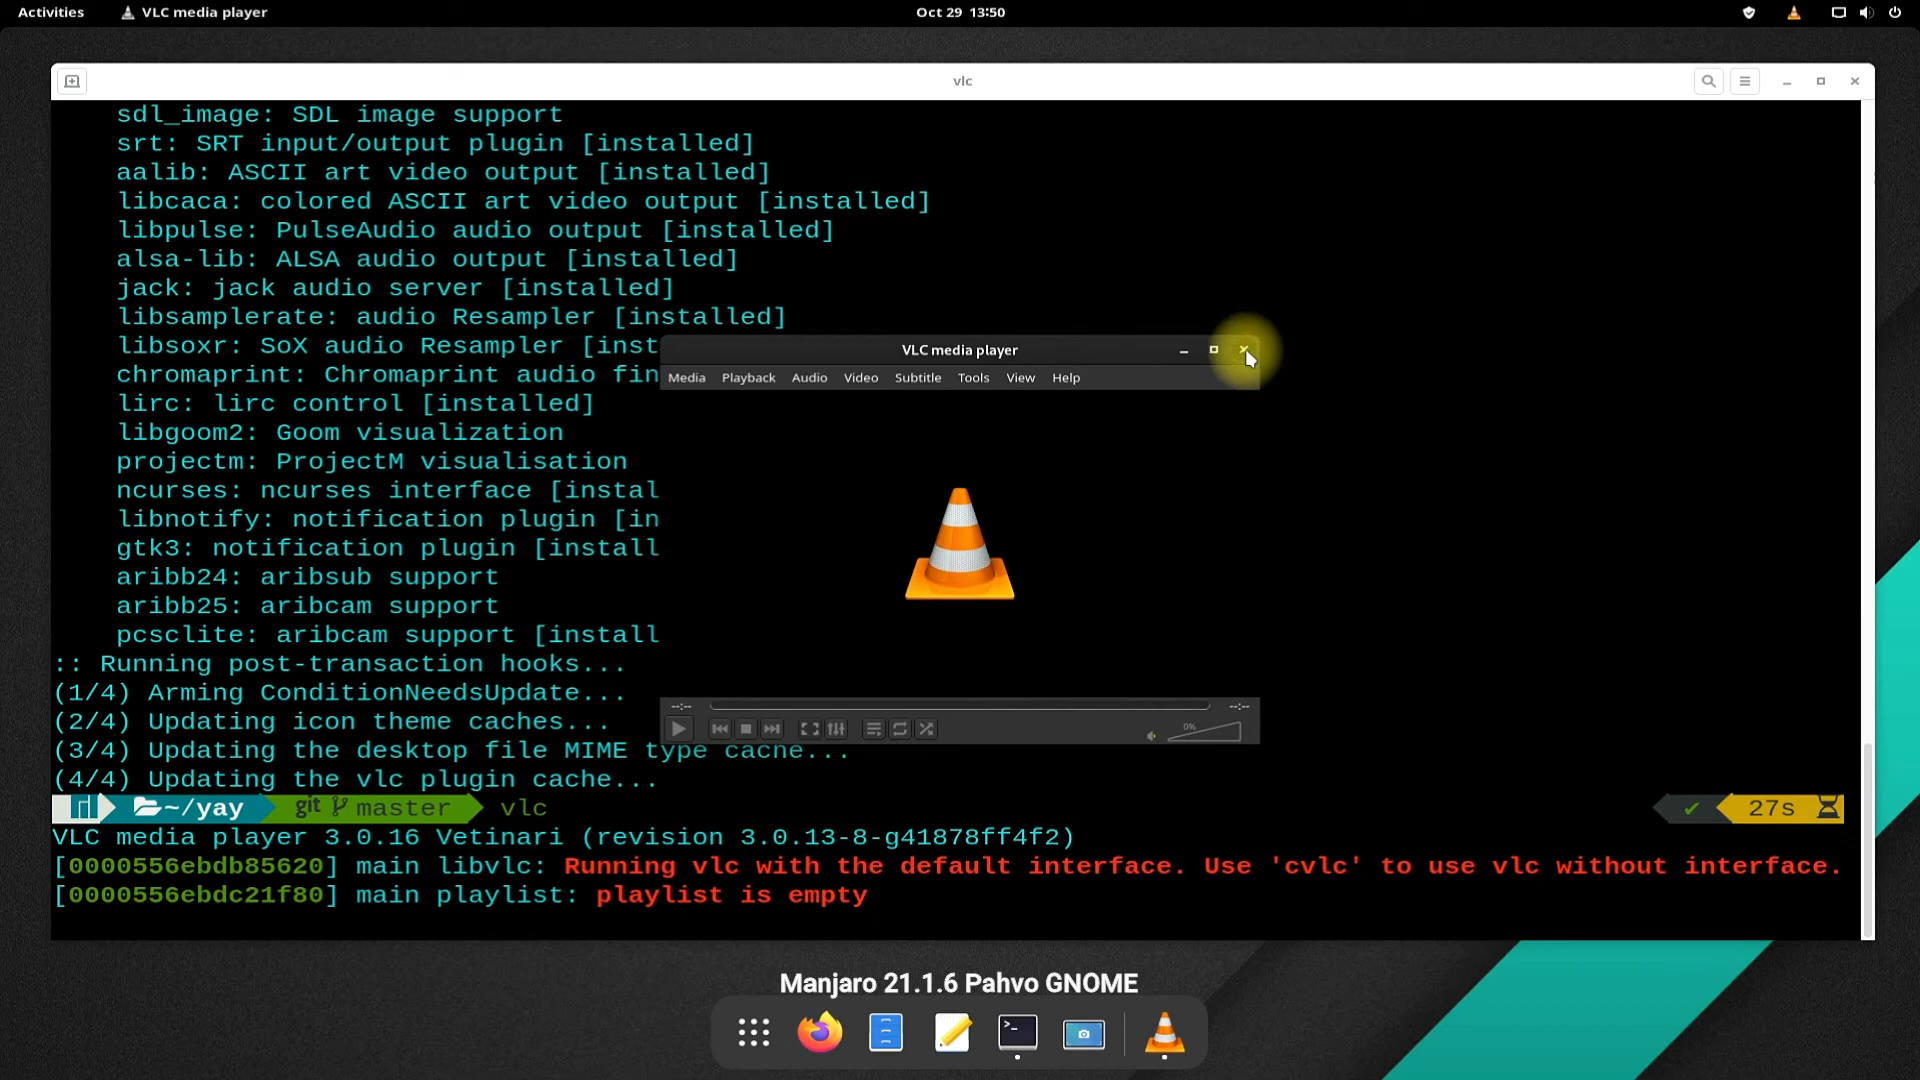 Activities VLC media player Oct 29 13:50
vlc
sdl_image: SDL image support
srt: SRT input/output plugin [installed]
aalib: ASCII art video output [installed]
libcaca: colored ASCII art video output [installed]
libpulse: PulseAudio audio output [installed]
alsa-lib: ALSA audio output [installed]
jack: jack audio server [installed]
libsamplerate: audio Resampler [installed]
libsoxr: SoX audio Resampler [inst
chromaprint: Chromaprint audio fin
lirc: lirc control [installed]
libgoom2: Goom visualization
projectm: ProjectM visualisation
ncurses: ncurses interface [instal
libnotify: notification plugin [in
gtk3: notification plugin [install
aribb24: aribsub support
aribb25: aribcam support
pcsclite: aribcam support [install
:: Running post-transaction hooks...
(1/4) Arming ConditionNeedsUpdate...
(2/4) Updating icon theme caches...
(3/4) Updating the desktop file MIME type cache...
(4/4) Updating the vlc plugin cache...
~/yay git master vlc 27s
VLC media player 3.0.16 Vetinari (revision 3.0.13-8-g41878ff4f2)
[0000556ebdb85620] main libvlc: Running vlc with the default interface. Use 'cvlc' to use vlc without interface.
[0000556ebdc21f80] main playlist: playlist is empty
VLC media player
Media Playback Audio Video Subtitle Tools View Help
--:-- --:--
0%
Manjaro 21.1.6 Pahvo GNOME